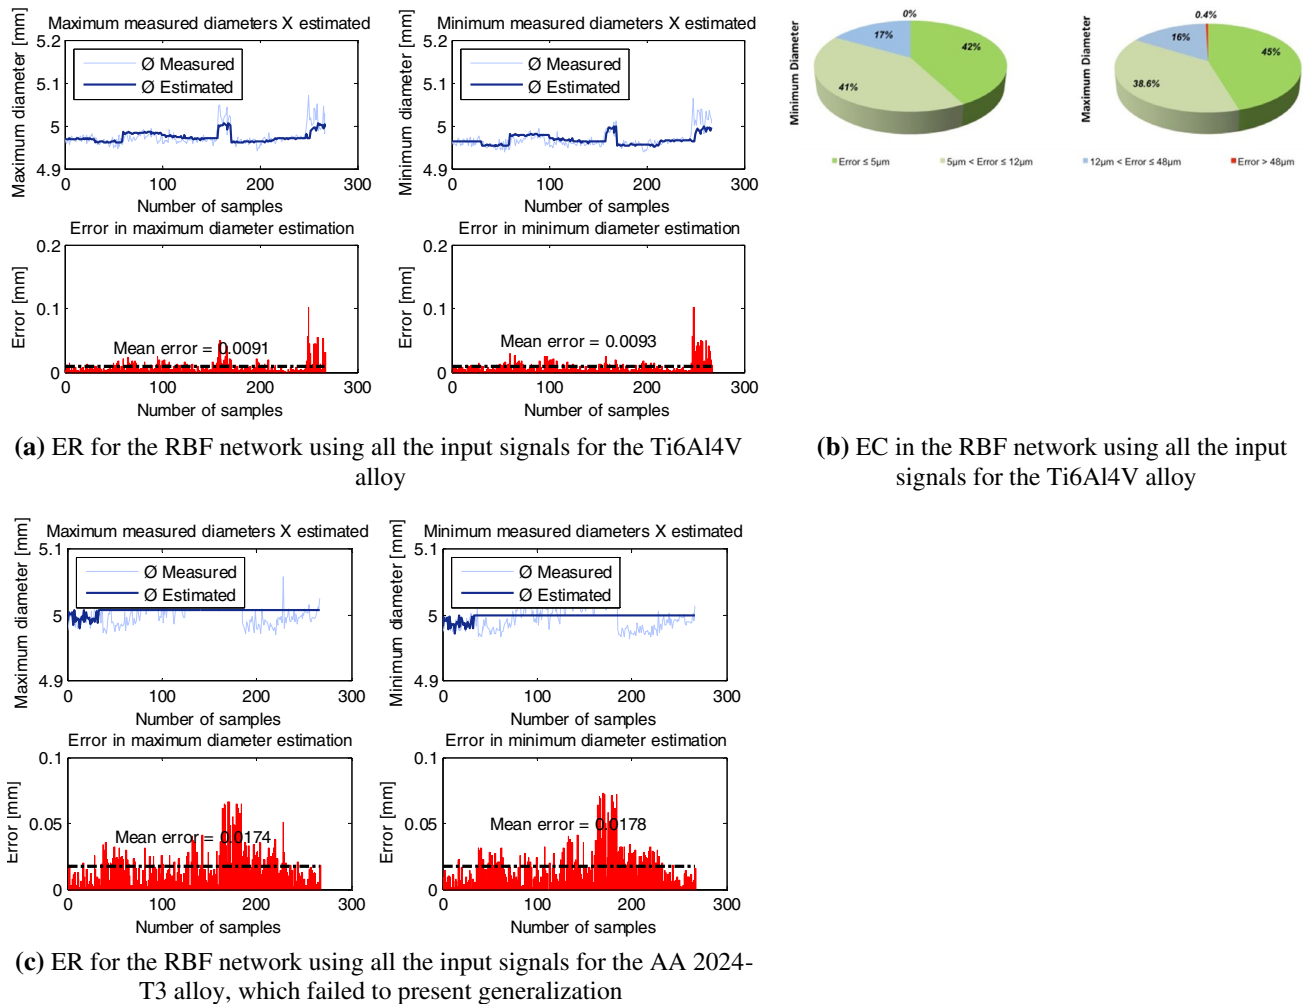 Maximum measured diameters X estimated
5.2
5.1
5
4.9
Maximum diameter [mm]
Ø Measured
Ø Estimated
0 100 200 300
Number of samples
Minimum measured diameters X estimated
5.2
5.1
5
4.9
Minimum diameter [mm]
Ø Measured
Ø Estimated
0 100 200 300
Number of samples
Error in maximum diameter estimation
0.2
0.1
0
Error [mm]
Mean error = 0.0091
0 100 200 300
Number of samples
Error in minimum diameter estimation
0.2
0.1
0
Error [mm]
Mean error = 0.0093
0 100 200 300
Number of samples
(a) ER for the RBF network using all the input signals for the Ti6Al4V
alloy
Minimum Diameter
0%
17%
42%
41%
Maximum Diameter
0.4%
16%
45%
38.6%
Error ≤ 5µm 5µm < Error ≤ 12µm 12µm < Error ≤ 48µm Error > 48µm
(b) EC in the RBF network using all the input
signals for the Ti6Al4V alloy
Maximum measured diameters X estimated
5.1
5
4.9
Maximum diameter [mm]
Ø Measured
Ø Estimated
0 100 200 300
Number of samples
Minimum measured diameters X estimated
5.1
5
4.9
Minimum diameter [mm]
Ø Measured
Ø Estimated
0 100 200 300
Number of samples
Error in maximum diameter estimation
0.1
0.05
0
Error [mm]
Mean error = 0.0174
0 100 200 300
Number of samples
Error in minimum diameter estimation
0.1
0.05
0
Error [mm]
Mean error = 0.0178
0 100 200 300
Number of samples
(c) ER for the RBF network using all the input signals for the AA 2024-
T3 alloy, which failed to present generalization